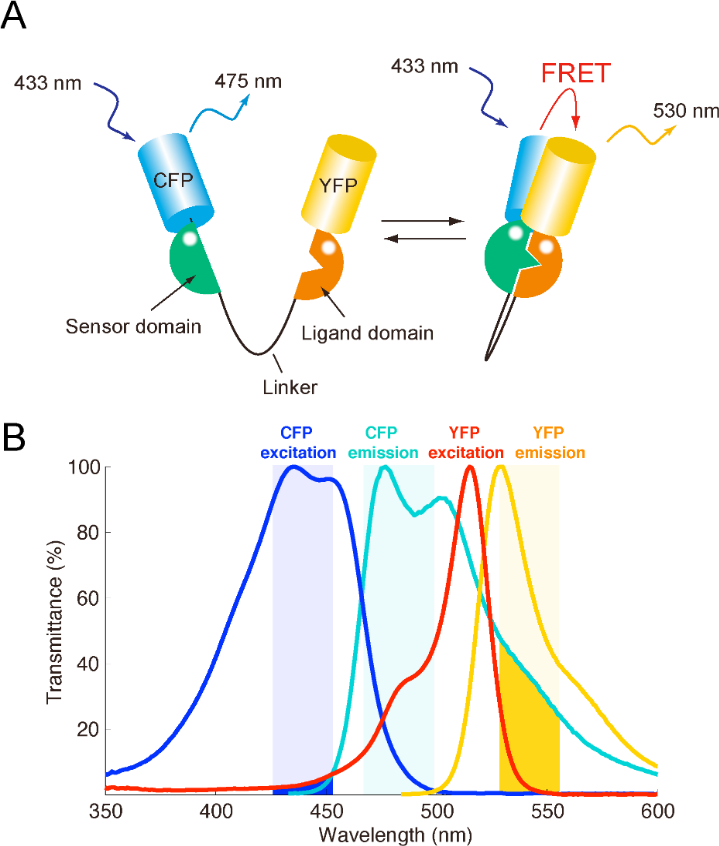 A
433 nm
475 nm
433 nm
FRET
530 nm
CFP
YFP
Sensor domain
Ligand domain
Linker
B
CFP
excitation
CFP
emission
YFP
excitation
YFP
emission
100
80
60
40
20
Transmittance (%)
350
400
450
500
550
600
Wavelength (nm)